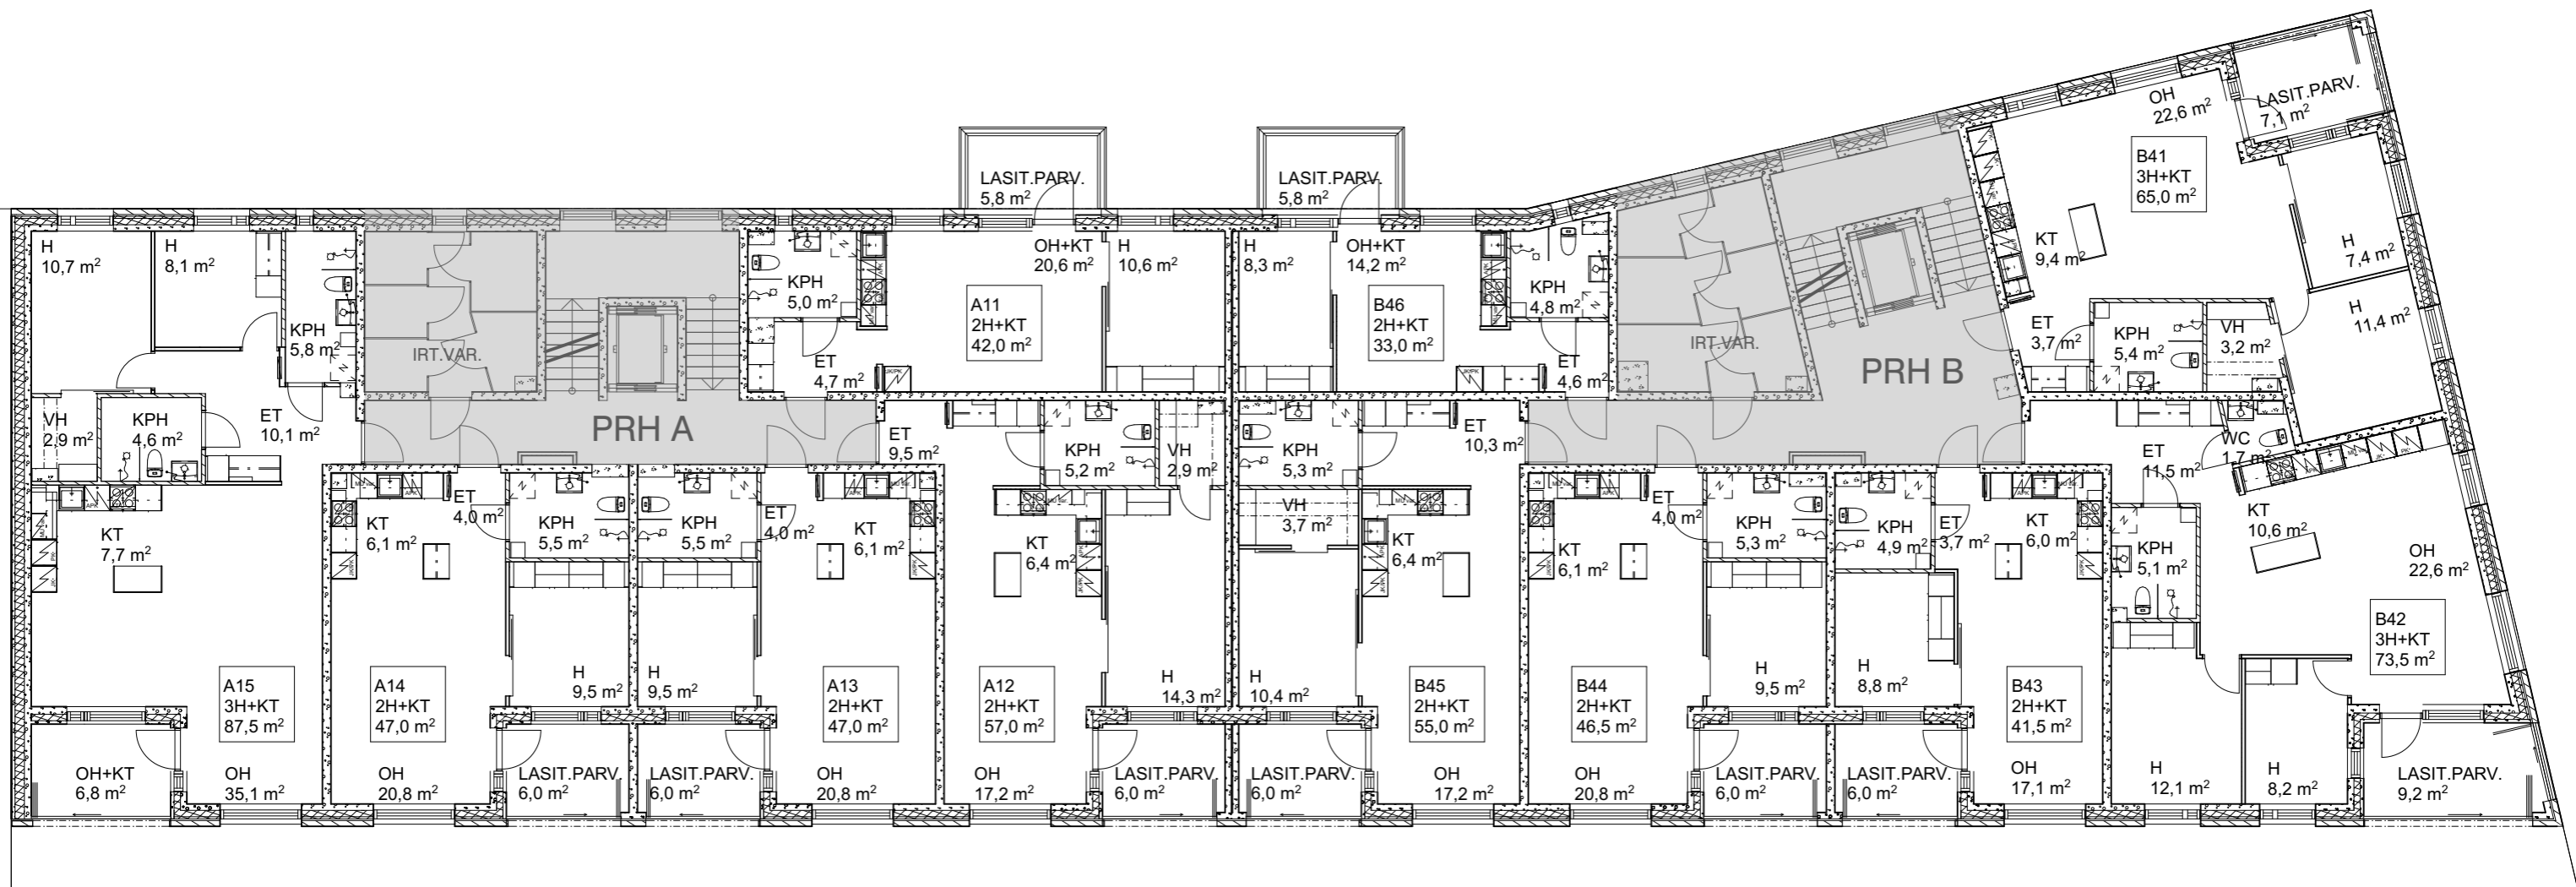 H
10,7 m²
H
8,1 m²
KPH
5,8 m²
IRT.VAR.
VH
2,9 m²
KPH
4,6 m²
ET
10,1 m²
KT
7,7 m²
A15
3H+KT
87,5 m²
OH+KT
6,8 m²
OH
35,1 m²
PRH A
KT
6,1 m²
ET
4,0 m²
KPH
5,5 m²
A14
2H+KT
47,0 m²
H
9,5 m²
OH
20,8 m²
LASIT.PARV.
6,0 m²
KPH
5,5 m²
ET
4,0 m²
KT
6,1 m²
H
9,5 m²
A13
2H+KT
47,0 m²
LASIT.PARV.
6,0 m²
OH
20,8 m²
LASIT.PARV.
5,8 m²
KPH
5,0 m²
OH+KT
20,6 m²
H
10,6 m²
A11
2H+KT
42,0 m²
ET
4,7 m²
ET
9,5 m²
KPH
5,2 m²
VH
2,9 m²
KT
6,4 m²
A12
2H+KT
57,0 m²
H
14,3 m²
OH
17,2 m²
LASIT.PARV.
6,0 m²
LASIT.PARV.
5,8 m²
H
8,3 m²
OH+KT
14,2 m²
B46
2H+KT
33,0 m²
KPH
4,8 m²
ET
4,6 m²
KPH
5,3 m²
ET
10,3 m²
VH
3,7 m²
KT
6,4 m²
H
10,4 m²
B45
2H+KT
55,0 m²
LASIT.PARV.
6,0 m²
OH
17,2 m²
IRT.VAR.
PRH B
KT
6,1 m²
ET
4,0 m²
KPH
5,3 m²
B44
2H+KT
46,5 m²
H
9,5 m²
OH
20,8 m²
LASIT.PARV.
6,0 m²
KPH
4,9 m²
ET
3,7 m²
KT
6,0 m²
H
8,8 m²
B43
2H+KT
41,5 m²
LASIT.PARV.
6,0 m²
OH
17,1 m²
OH
22,6 m²
LASIT.PARV.
7,1 m²
B41
3H+KT
65,0 m²
KT
9,4 m²
H
7,4 m²
H
11,4 m²
ET
3,7 m²
KPH
5,4 m²
VH
3,2 m²
WC
1,7 m²
ET
11,5 m²
KT
10,6 m²
KPH
5,1 m²
OH
22,6 m²
B42
3H+KT
73,5 m²
H
12,1 m²
H
8,2 m²
LASIT.PARV.
9,2 m²